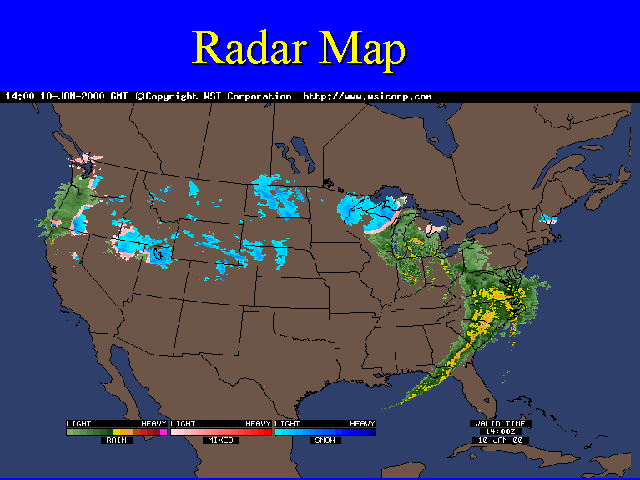 Radar Map
14:00 10-JAN-2000 GMT ©Copyright WSI Corporation http://www.wsicorp.com
LIGHT HEAVY LIGHT HEAVY LIGHT HEAVY
RAIN MIXED SNOW
VALID TIME
14:00Z
10 JAN 00